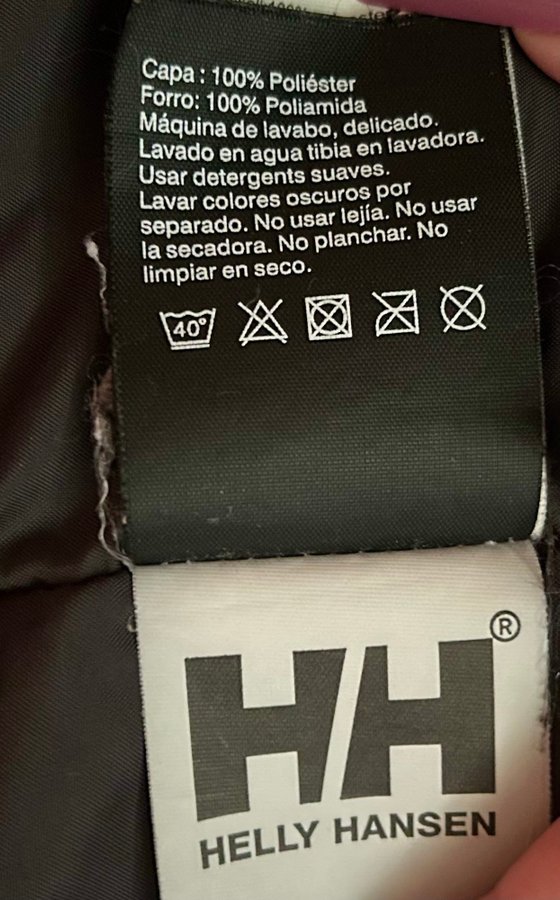 Capa : 100% Poliéster
Forro: 100% Poliamida
Máquina de lavabo, delicado.
Lavado en agua tibia en lavadora.
Usar detergents suaves.
Lavar colores oscuros por
separado. No usar lejía. No usar
la secadora. No planchar. No
limpiar en seco.
40°
HH®
HELLY HANSEN